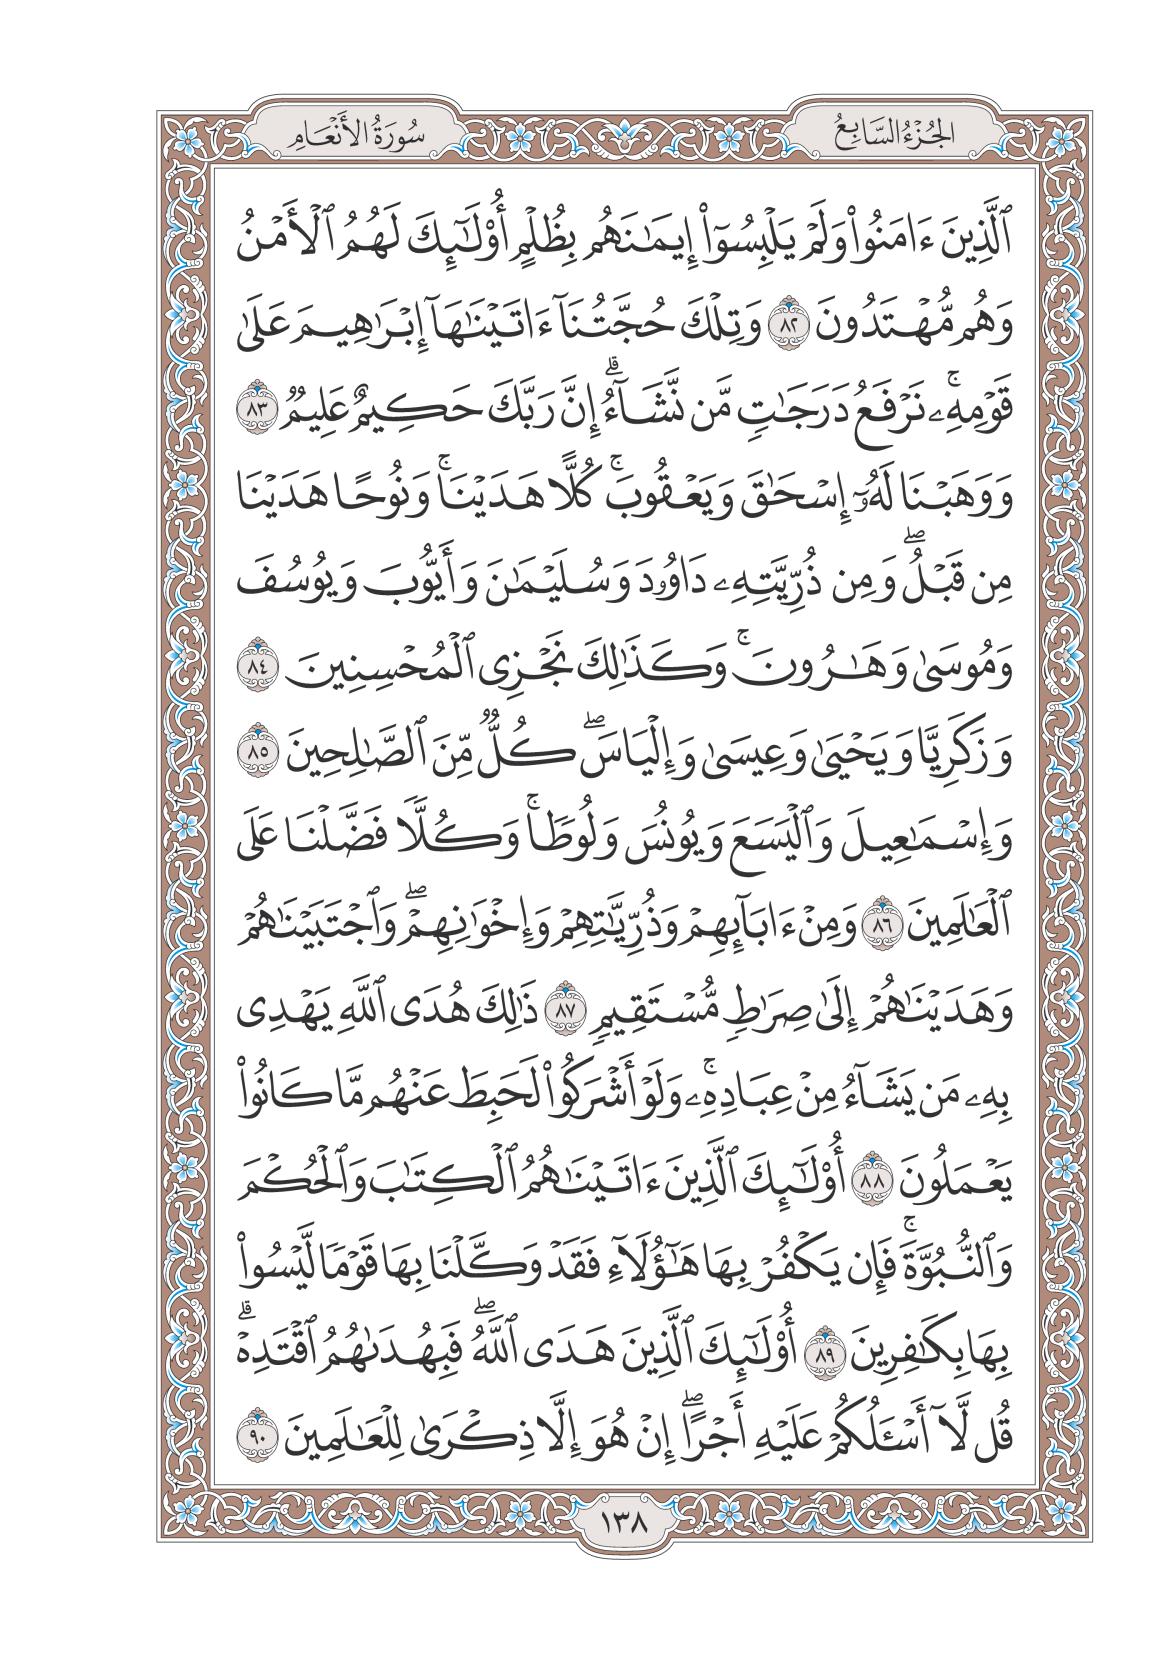 الجُزْءُ السَّابِعُ
سُورَةُ الأَنْعَامِ
ٱلَّذِينَ ءَامَنُوا۟ وَلَمْ يَلْبِسُوٓا۟ إِيمَـٰنَهُم بِظُلْمٍ أُو۟لَـٰٓئِكَ لَهُمُ ٱلْأَمْنُ
وَهُم مُّهْتَدُونَ ٨٢ وَتِلْكَ حُجَّتُنَآ ءَاتَيْنَـٰهَآ إِبْرَٰهِيمَ عَلَىٰ
قَوْمِهِۦ ۚ نَرْفَعُ دَرَجَـٰتٍ مَّن نَّشَآءُ ۗ إِنَّ رَبَّكَ حَكِيمٌ عَلِيمٌ ٨٣
وَوَهَبْنَا لَهُۥٓ إِسْحَـٰقَ وَيَعْقُوبَ ۚ كُلًّا هَدَيْنَا ۚ وَنُوحًا هَدَيْنَا
مِن قَبْلُ ۖ وَمِن ذُرِّيَّتِهِۦ دَاوُۥدَ وَسُلَيْمَـٰنَ وَأَيُّوبَ وَيُوسُفَ
وَمُوسَىٰ وَهَـٰرُونَ ۚ وَكَذَٰلِكَ نَجْزِى ٱلْمُحْسِنِينَ ٨٤
وَزَكَرِيَّا وَيَحْيَىٰ وَعِيسَىٰ وَإِلْيَاسَ ۖ كُلٌّ مِّنَ ٱلصَّـٰلِحِينَ ٨٥
وَإِسْمَـٰعِيلَ وَٱلْيَسَعَ وَيُونُسَ وَلُوطًا ۚ وَكُلًّا فَضَّلْنَا عَلَى
ٱلْعَـٰلَمِينَ ٨٦ وَمِنْ ءَابَآئِهِمْ وَذُرِّيَّـٰتِهِمْ وَإِخْوَٰنِهِمْ ۖ وَٱجْتَبَيْنَـٰهُمْ
وَهَدَيْنَـٰهُمْ إِلَىٰ صِرَٰطٍ مُّسْتَقِيمٍ ٨٧ ذَٰلِكَ هُدَى ٱللَّهِ يَهْدِى
بِهِۦ مَن يَشَآءُ مِنْ عِبَادِهِۦ ۚ وَلَوْ أَشْرَكُوا۟ لَحَبِطَ عَنْهُم مَّا كَانُوا۟
يَعْمَلُونَ ٨٨ أُو۟لَـٰٓئِكَ ٱلَّذِينَ ءَاتَيْنَـٰهُمُ ٱلْكِتَـٰبَ وَٱلْحُكْمَ
وَٱلنُّبُوَّةَ ۚ فَإِن يَكْفُرْ بِهَا هَـٰٓؤُلَآءِ فَقَدْ وَكَّلْنَا بِهَا قَوْمًا لَّيْسُوا۟
بِهَا بِكَـٰفِرِينَ ٨٩ أُو۟لَـٰٓئِكَ ٱلَّذِينَ هَدَى ٱللَّهُ ۖ فَبِهُدَىٰهُمُ ٱقْتَدِهْ ۗ
قُل لَّآ أَسْـَٔلُكُمْ عَلَيْهِ أَجْرًا ۖ إِنْ هُوَ إِلَّا ذِكْرَىٰ لِلْعَـٰلَمِينَ ٩٠
١٣٨